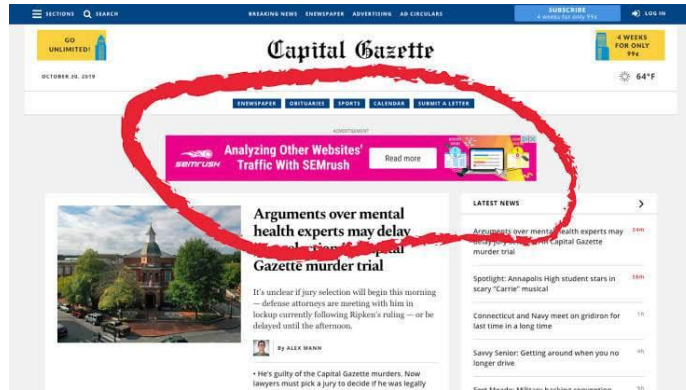 SECTIONS SEARCH BREAKING NEWS ENEWSPAPER ADVERTISING AD CIRCULARS SUBSCRIBE LOG IN
4 weeks for only 99¢
GO
UNLIMITED!
Capital Gazette
4 WEEKS
FOR ONLY
99¢
OCTOBER 30, 2019
64°F
ENEWSPAPER OBITUARIES SPORTS CALENDAR SUBMIT A LETTER
ADVERTISEMENT
SEMRUSH
Analyzing Other Websites'
Traffic With SEMrush
Read more
Arguments over mental
health experts may delay
Gazette murder trial
It's unclear if jury selection will begin this morning
— defense attorneys are meeting with him in
lockup currently following Ripken's ruling — or be
delayed until the afternoon.
By ALEX MANN
• He's guilty of the Capital Gazette murders. Now
lawyers must pick a jury to decide if he was legally
LATEST NEWS
Arguments over mental health experts may
delay jury Capital Gazette
murder trial
Spotlight: Annapolis High student stars in
scary "Carrie" musical
Connecticut and Navy meet on gridiron for
last time in a long time
1h
Savvy Senior: Getting around when you no
longer drive